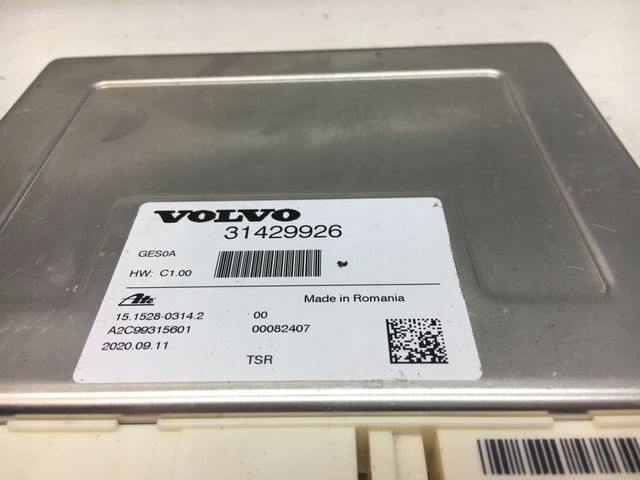 VOLVO
31429926
GES0A
HW: C1.00
Ate
Made in Romania
15.1528-0314.2 00
A2C99315601 00082407
2020.09.11
TSR